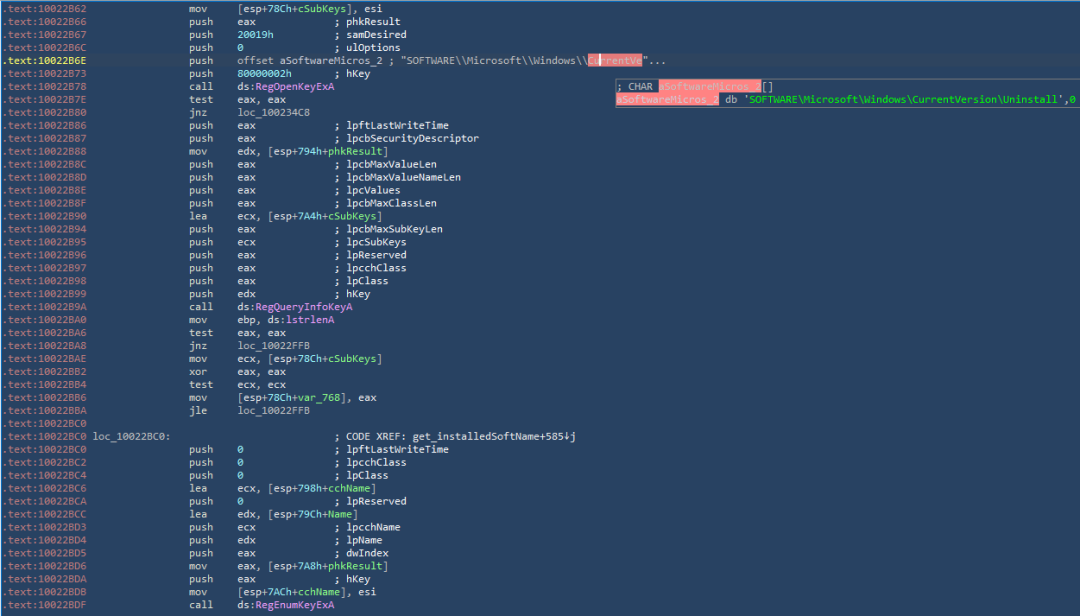 .text:10022B62 mov [esp+78Ch+cSubKeys], esi
.text:10022B66 push eax ; phkResult
.text:10022B67 push 20019h ; samDesired
.text:10022B6C push 0 ; ulOptions
.text:10022B6E push offset aSoftwareMicros_2 ; "SOFTWARE\\Microsoft\\Windows\\CurrentVe"...
.text:10022B73 push 80000002h ; hKey
.text:10022B78 call ds:RegOpenKeyExA
; CHAR aSoftwareMicros_2[]
.text:10022B7E test eax, eax
aSoftwareMicros_2 db 'SOFTWARE\Microsoft\Windows\CurrentVersion\Uninstall',0
.text:10022B80 jnz loc_100234C8
.text:10022B86 push eax ; lpftLastWriteTime
.text:10022B87 push eax ; lpcbSecurityDescriptor
.text:10022B88 mov edx, [esp+794h+phkResult]
.text:10022B8C push eax ; lpcbMaxValueLen
.text:10022B8D push eax ; lpcbMaxValueNameLen
.text:10022B8E push eax ; lpcValues
.text:10022B8F push eax ; lpcbMaxClassLen
.text:10022B90 lea ecx, [esp+7A4h+cSubKeys]
.text:10022B94 push eax ; lpcbMaxSubKeyLen
.text:10022B95 push ecx ; lpcSubKeys
.text:10022B96 push eax ; lpReserved
.text:10022B97 push eax ; lpcchClass
.text:10022B98 push eax ; lpClass
.text:10022B99 push edx ; hKey
.text:10022B9A call ds:RegQueryInfoKeyA
.text:10022BA0 mov ebp, ds:lstrlenA
.text:10022BA6 test eax, eax
.text:10022BA8 jnz loc_10022FFB
.text:10022BAE mov ecx, [esp+78Ch+cSubKeys]
.text:10022BB2 xor eax, eax
.text:10022BB4 test ecx, ecx
.text:10022BB6 mov [esp+78Ch+var_768], eax
.text:10022BBA jle loc_10022FFB
.text:10022BC0
.text:10022BC0 loc_10022BC0: ; CODE XREF: get_installedSoftName+585↓j
.text:10022BC0 push 0 ; lpftLastWriteTime
.text:10022BC2 push 0 ; lpcchClass
.text:10022BC4 push 0 ; lpClass
.text:10022BC6 lea ecx, [esp+798h+cchName]
.text:10022BCA push 0 ; lpReserved
.text:10022BCC lea edx, [esp+79Ch+Name]
.text:10022BD3 push ecx ; lpcchName
.text:10022BD4 push edx ; lpName
.text:10022BD5 push eax ; dwIndex
.text:10022BD6 mov eax, [esp+7A8h+phkResult]
.text:10022BDA push eax ; hKey
.text:10022BDB mov [esp+7ACh+cchName], esi
.text:10022BDF call ds:RegEnumKeyExA